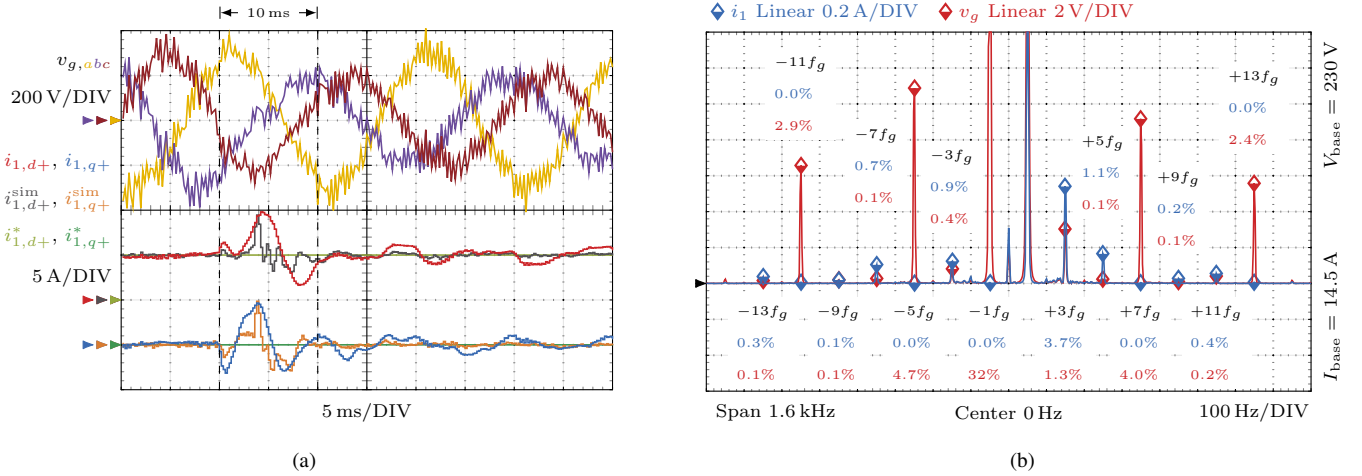 10 ms
v_g,abc
200 V/DIV
i_{1,d+}, i_{1,q+}
i^{sim}_{1,d+} i^{sim}_{1,q+}
i^*_{1,d+}, i^*_{1,q+}
5 A/DIV
5 ms/DIV
(a)
i_1 Linear 0.2 A/DIV v_g Linear 2 V/DIV
−11f_g
0.0%
2.9%
−7f_g
0.7%
0.1%
−3f_g
0.9%
0.4%
+5f_g
1.1%
0.1%
+9f_g
0.2%
0.1%
+13f_g
0.0%
2.4%
−13f_g −9f_g −5f_g −1f_g +3f_g +7f_g +11f_g
0.3% 0.1% 0.0% 0.0% 3.7% 0.0% 0.4%
0.1% 0.1% 4.7% 32% 1.3% 4.0% 0.2%
Span 1.6 kHz Center 0 Hz 100 Hz/DIV
I_base = 14.5 A V_base = 230 V
(b)